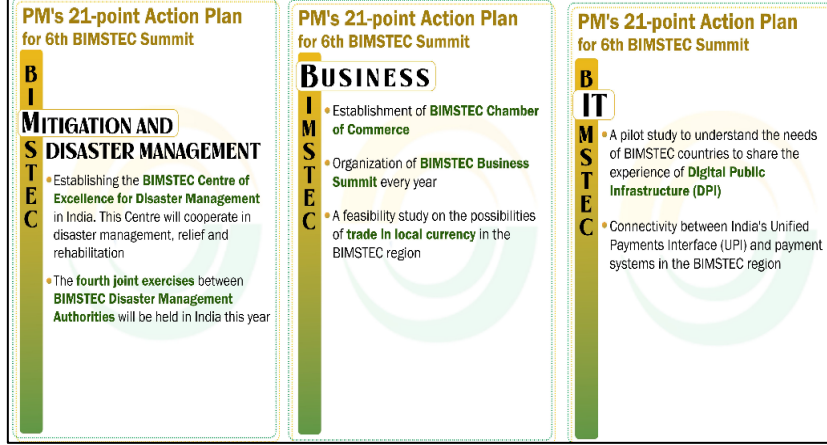 PM's 21-point Action Plan
for 6th BIMSTEC Summit
B
I
MITIGATION AND
S DISASTER MANAGEMENT
T
E
C
•Establishing the BIMSTEC Centre of
Excellence for Disaster Management
in India. This Centre will cooperate in
disaster management, relief and
rehabilitation
•The fourth joint exercises between
BIMSTEC Disaster Management
Authorities will be held in India this year
PM's 21-point Action Plan
for 6th BIMSTEC Summit
BUSINESS
I
M
S
T
E
C
•Establishment of BIMSTEC Chamber
of Commerce
•Organization of BIMSTEC Business
Summit every year
•A feasibility study on the possibilities
of trade in local currency in the
BIMSTEC region
PM's 21-point Action Plan
for 6th BIMSTEC Summit
B
IT
M
S
T
E
C
•A pilot study to understand the needs
of BIMSTEC countries to share the
experience of Digital Public
Infrastructure (DPI)
•Connectivity between India's Unified
Payments Interface (UPI) and payment
systems in the BIMSTEC region